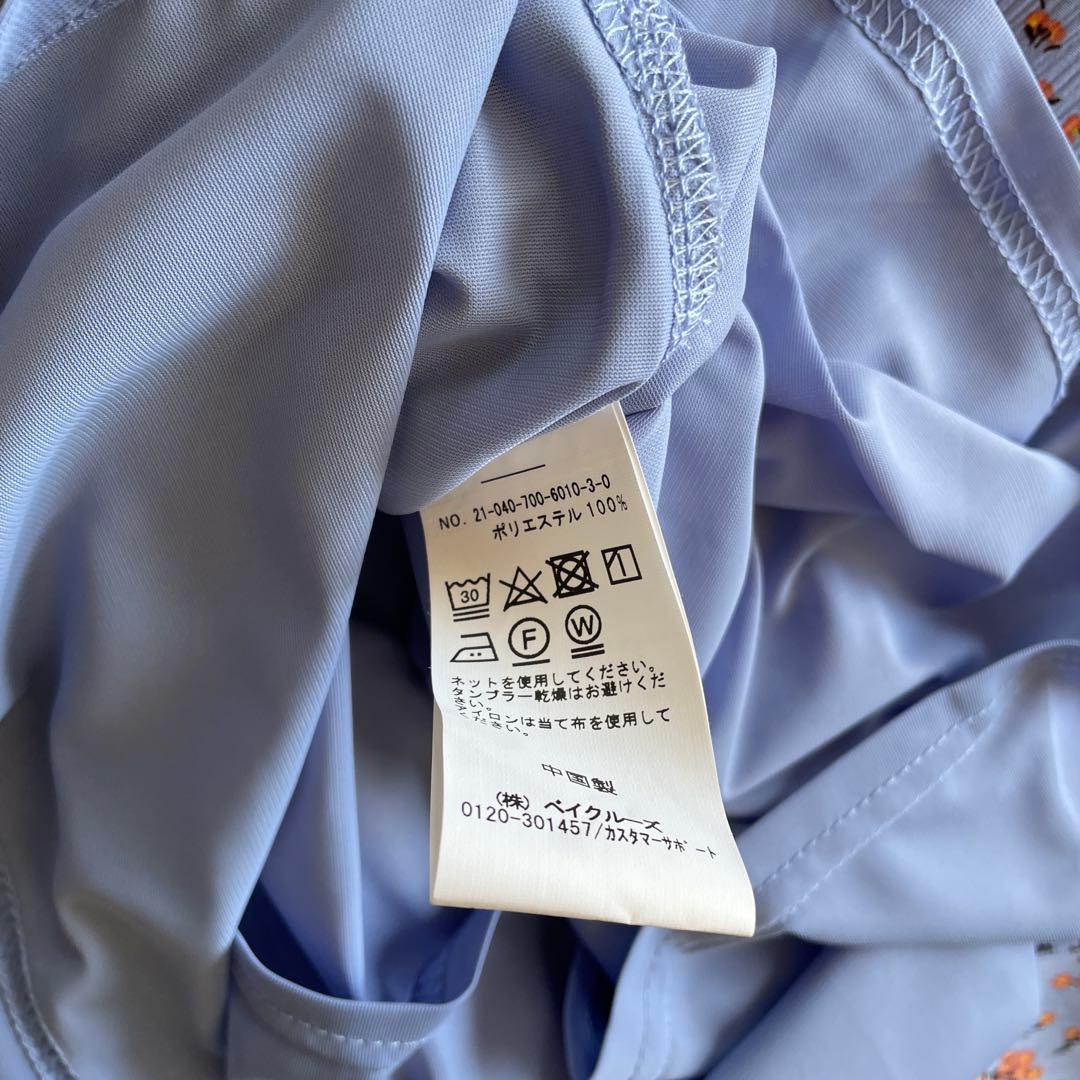 NO. 21-040-700-6010-3-0
ポリエステル100%
30
F W
ネットを使用してください。
タンブラー乾燥はお避けくだ
さい。
アイロンは当て布を使用して
ください。
中国製
(株) ベイクルーズ
0120-301457/カスタマーサポート